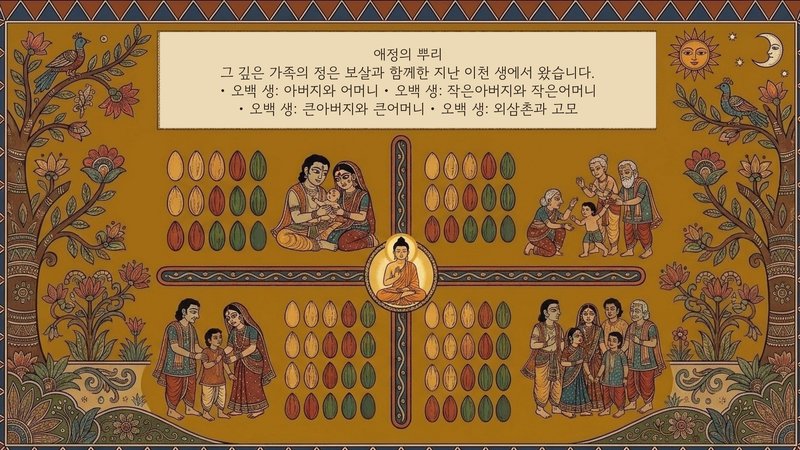 애정의 뿌리
그 깊은 가족의 정은 보살과 함께한 지난 이천 생에서 왔습니다.
• 오백 생: 아버지와 어머니 • 오백 생: 작은아버지와 작은어머니
• 오백 생: 큰아버지와 큰어머니 • 오백 생: 외삼촌과 고모